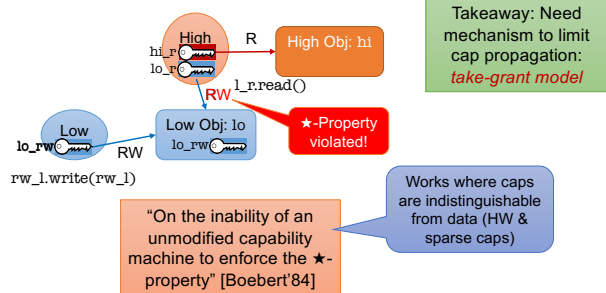 High
hi_r
lo_r
R
High Obj: hi
l_r.read()
RW
★-Property
violated!
Low
lo_rw
RW
Low Obj: lo
lo_rw
rw_l.write(rw_l)
Takeaway: Need
mechanism to limit
cap propagation:
take-grant model
Works where caps
are indistinguishable
from data (HW &
sparse caps)
“On the inability of an
unmodified capability
machine to enforce the ★-
property” [Boebert’84]